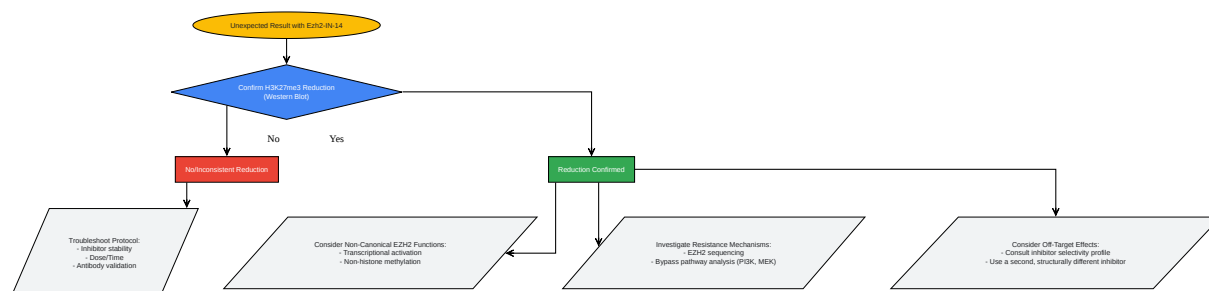 Unexpected Result with Ezh2-IN-14
Confirm H3K27me3 Reduction
(Western Blot)
No
Yes
No/Inconsistent Reduction
Reduction Confirmed
Troubleshoot Protocol:
- Inhibitor stability
- Dose/Time
- Antibody validation
Consider Non-Canonical EZH2 Functions:
- Transcriptional activation
- Non-histone methylation
Investigate Resistance Mechanisms:
- EZH2 sequencing
- Bypass pathway analysis (PI3K, MEK)
Consider Off-Target Effects:
- Consult inhibitor selectivity profile
- Use a second, structurally different inhibitor